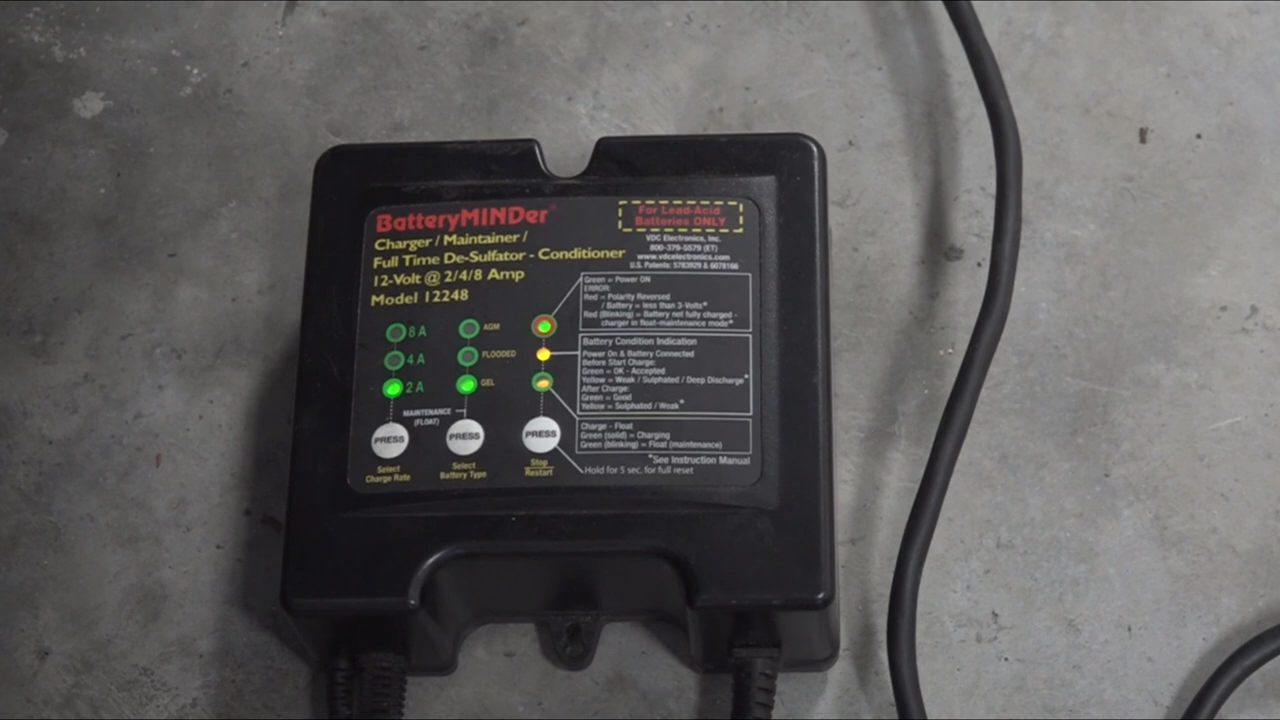 BatteryMINDer®
Charger / Maintainer /
Full Time De-Sulfator - Conditioner
12-Volt @ 2/4/8 Amp
Model 12248
For Lead-Acid
Batteries ONLY
VDC Electronics, Inc.
800-379-5579 (ET)
www.vdcelectronics.com
U.S. Patents: 5783929 & 6078166
8 A
4 A
2 A
AGM
FLOODED
GEL
MAINTENANCE
(FLOAT)
PRESS
PRESS
PRESS
Select
Charge Rate
Select
Battery Type
Stop
Restart
Green = Power ON
ERROR:
Red = Polarity Reversed
/ Battery = less than 3-Volts*
Red (Blinking) = Battery not fully charged -
charger in float-maintenance mode*
Battery Condition Indication
Power On & Battery Connected
Before Start Charge:
Green = OK - Accepted
Yellow = Weak / Sulphated / Deep Discharge*
After Charge:
Green = Good
Yellow = Sulphated / Weak*
Charge - Float
Green (solid) = Charging
Green (blinking) = Float (maintenance)
*See Instruction Manual
Hold for 5 sec. for full reset